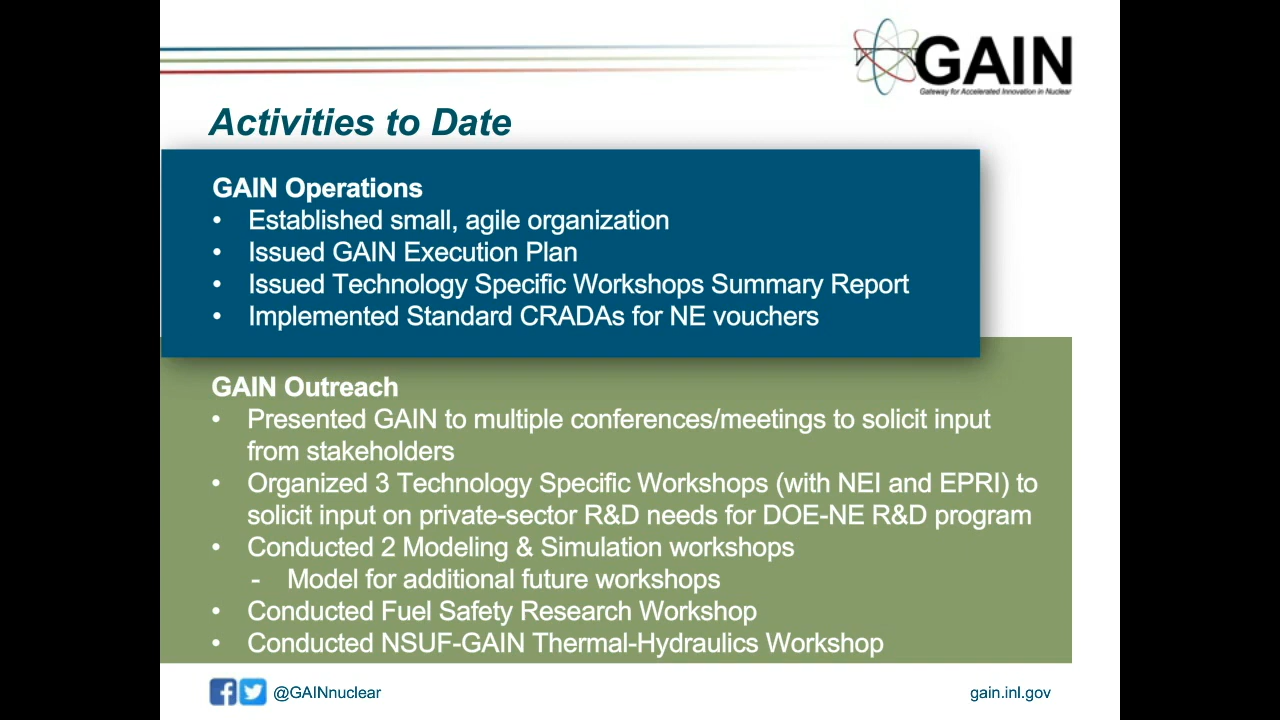 GAIN
Gateway for Accelerated Innovation in Nuclear
Activities to Date
GAIN Operations
• Established small, agile organization
• Issued GAIN Execution Plan
• Issued Technology Specific Workshops Summary Report
• Implemented Standard CRADAs for NE vouchers
GAIN Outreach
• Presented GAIN to multiple conferences/meetings to solicit input
from stakeholders
• Organized 3 Technology Specific Workshops (with NEI and EPRI) to
solicit input on private-sector R&D needs for DOE-NE R&D program
• Conducted 2 Modeling & Simulation workshops
- Model for additional future workshops
• Conducted Fuel Safety Research Workshop
• Conducted NSUF-GAIN Thermal-Hydraulics Workshop
@GAINnuclear
gain.inl.gov